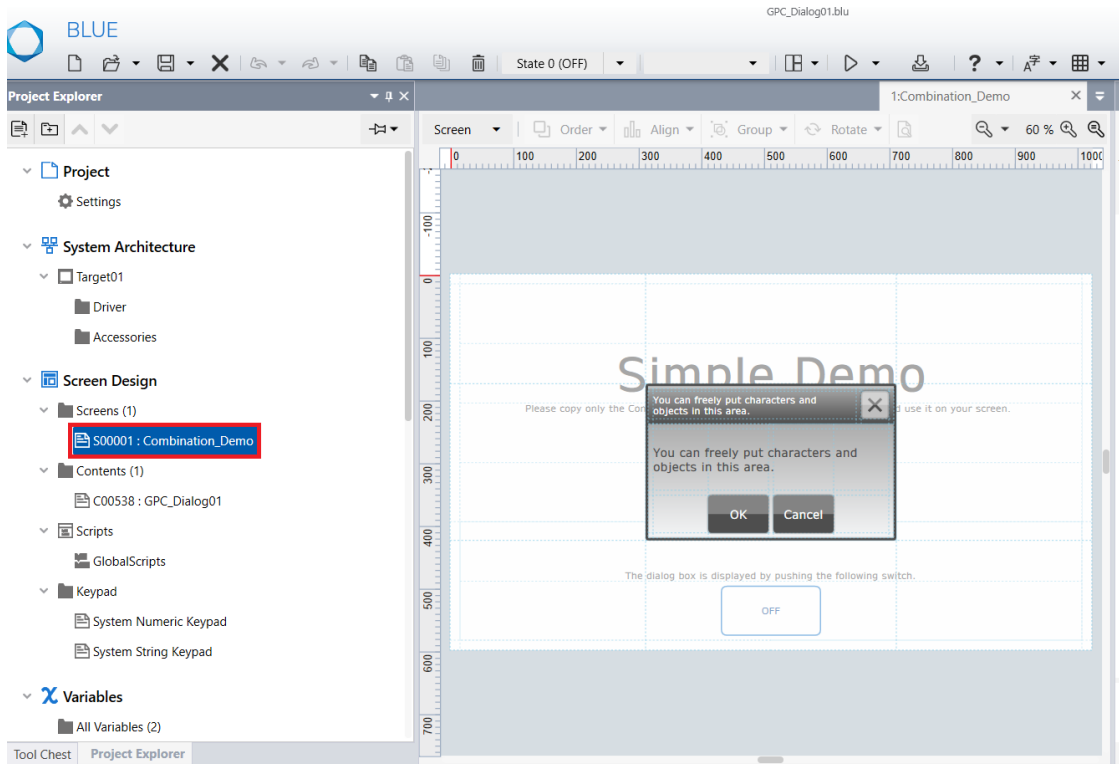 GPC_Dialog01.blu
BLUE
State 0 (OFF)
?
A字
Project Explorer
1:Combination_Demo
Screen
Order
Align
Group
Rotate
60 %
0 100 200 300 400 500 600 700 800 900 1000
Project
Settings
System Architecture
Target01
Driver
Accessories
Screen Design
Screens (1)
S00001 : Combination_Demo
Contents (1)
C00538 : GPC_Dialog01
Scripts
GlobalScripts
Keypad
System Numeric Keypad
System String Keypad
Variables
All Variables (2)
Tool Chest Project Explorer
-100
0
100
200
300
400
500
600
700
Simple Demo
Please copy only the Con
d use it on your screen.
You can freely put characters and
objects in this area.
You can freely put characters and
objects in this area.
OK Cancel
The dialog box is displayed by pushing the following switch.
OFF